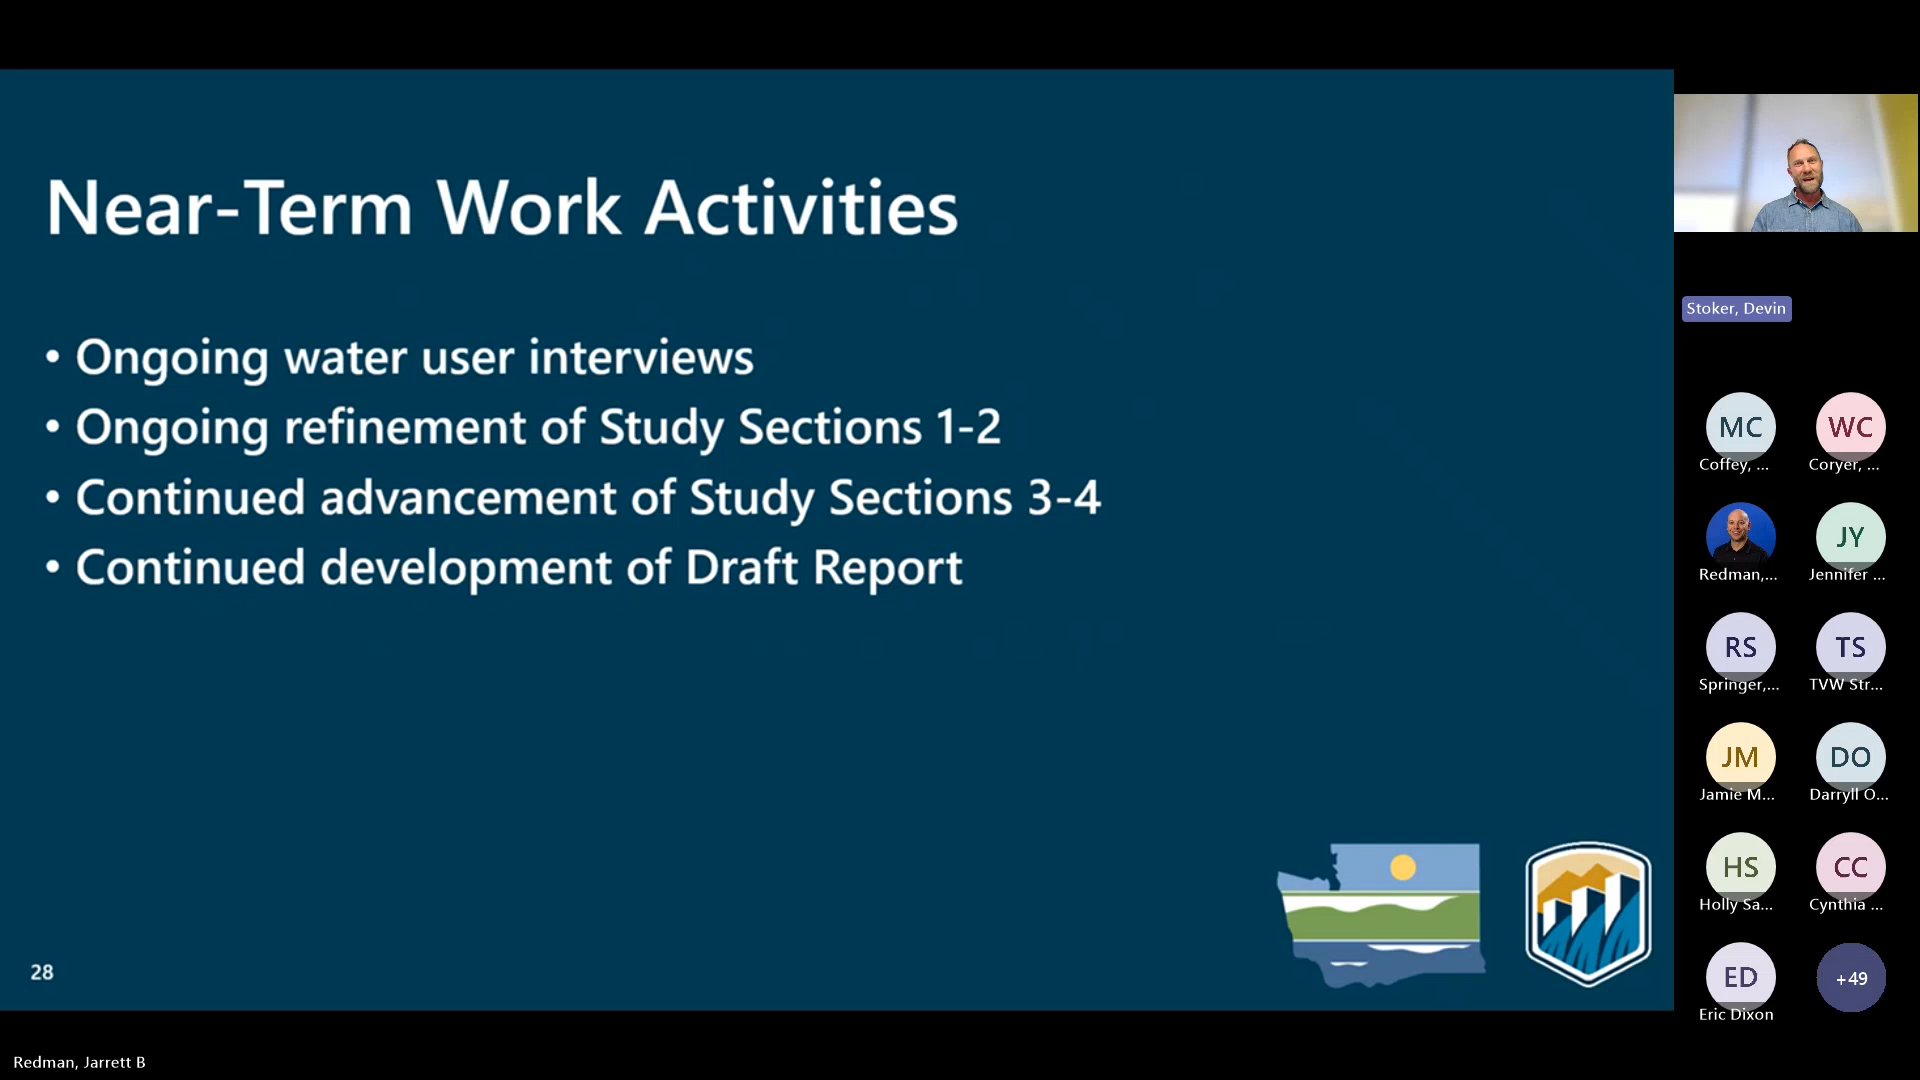 Near-Term Work Activities
• Ongoing water user interviews
• Ongoing refinement of Study Sections 1-2
• Continued advancement of Study Sections 3-4
• Continued development of Draft Report
28
Redman, Jarrett B
Stoker, Devin
MC
Coffey, ...
WC
Coryer, ...
Redman,...
JY
Jennifer ...
RS
Springer,...
TS
TVW Str...
JM
Jamie M...
DO
Darryll O...
HS
Holly Sa...
CC
Cynthia ...
ED
Eric Dixon
+49